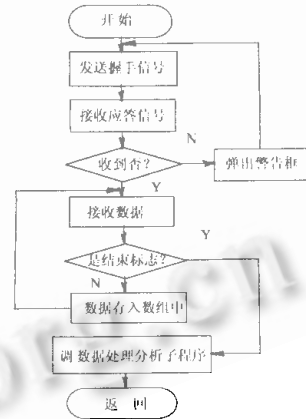 开始
发送握手信号
接收应答信号
N
收到否?
弹出警告框
Y
接收数据
Y
是结束标志?
N
数据存入数组中
调数据处理分析子程序
返回